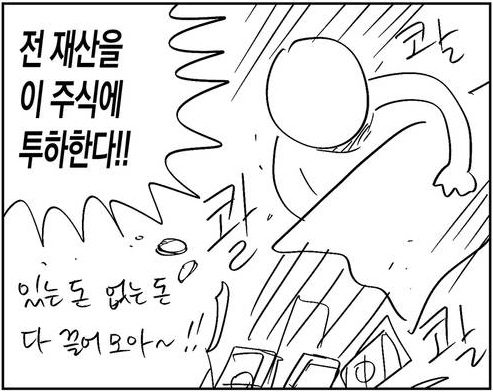 전 재산을
이 주식에
투하한다!!
콰
콰
콰
있는 돈 없는 돈
다 끌어 모아~!!